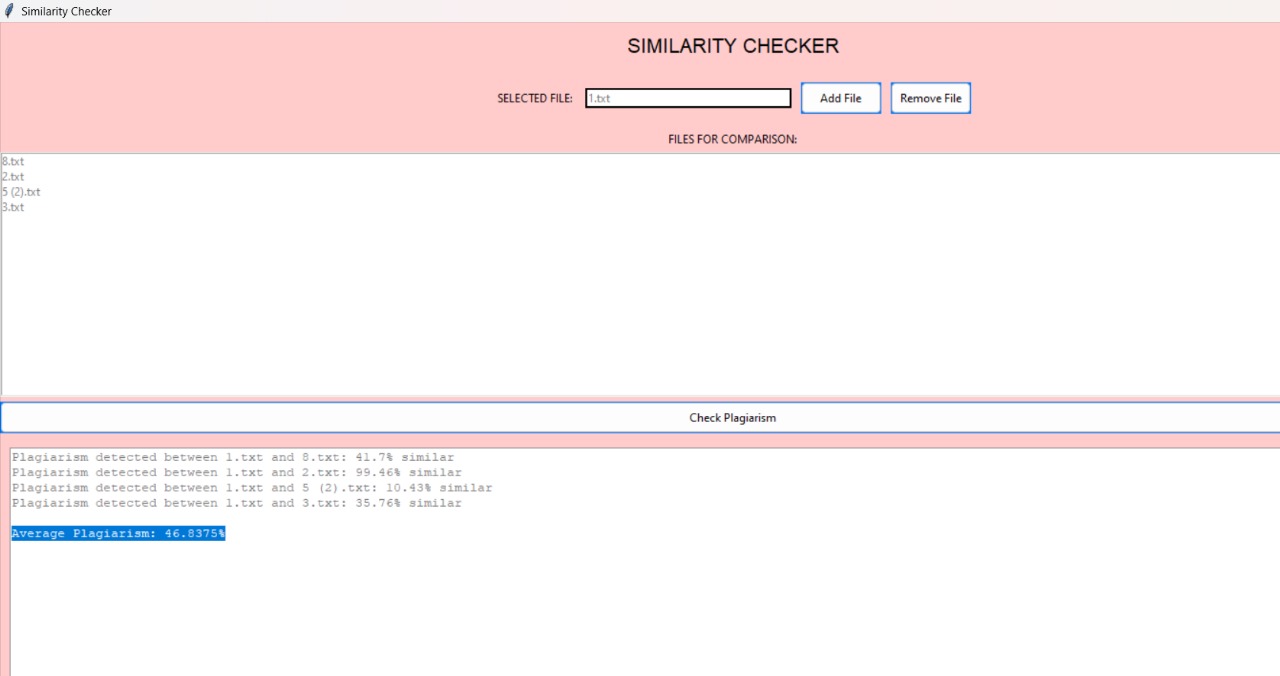 Similarity Checker
SIMILARITY CHECKER
SELECTED FILE: 1.txt Add File Remove File
FILES FOR COMPARISON:
8.txt
2.txt
5 (2).txt
3.txt
Check Plagiarism
Plagiarism detected between 1.txt and 8.txt: 41.7% similar
Plagiarism detected between 1.txt and 2.txt: 99.46% similar
Plagiarism detected between 1.txt and 5 (2).txt: 10.43% similar
Plagiarism detected between 1.txt and 3.txt: 35.76% similar
Average Plagiarism: 46.8375%